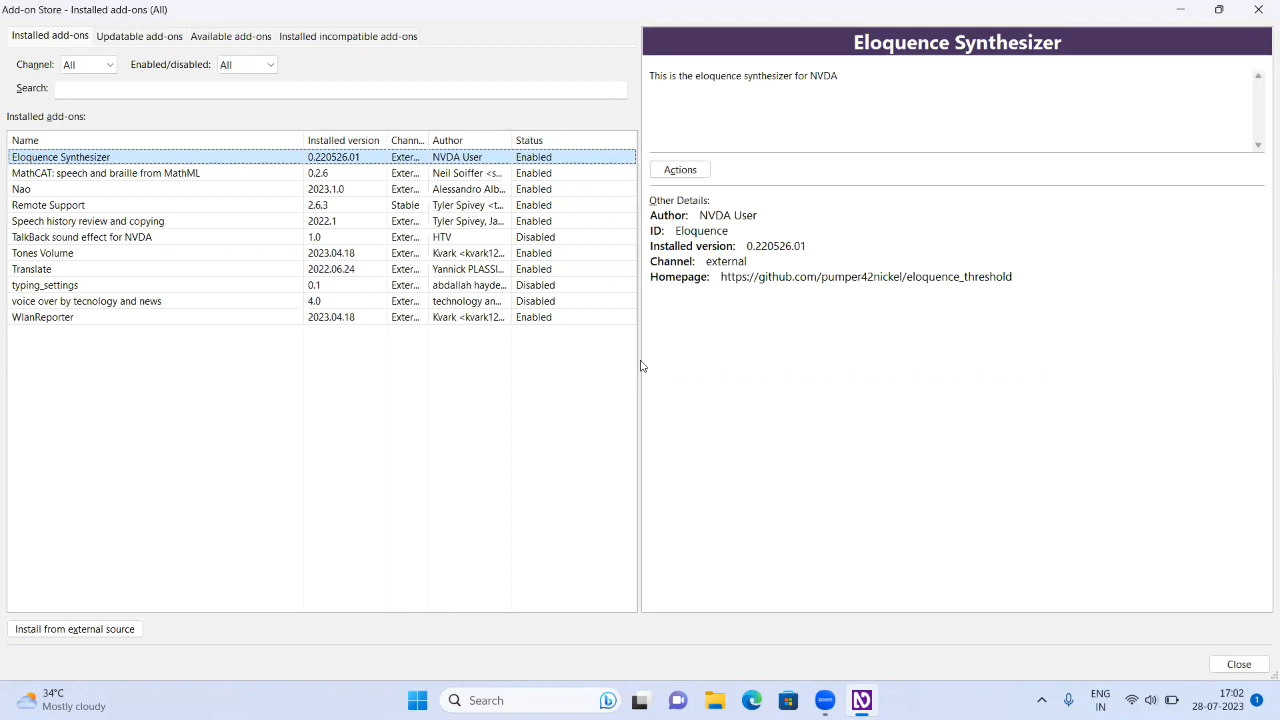 Add-on Store - Installed add-ons (All)
Installed add-ons Updatable add-ons Available add-ons Installed incompatible add-ons
Channel: All Enabled/disabled: All
Search:
Installed add-ons:
Name Installed version Chann... Author Status
Eloquence Synthesizer 0.220526.01 Exter... NVDA User Enabled
MathCAT: speech and braille from MathML 0.2.6 Exter... Neil Soiffer <s... Enabled
Nao 2023.1.0 Exter... Alessandro Alb... Enabled
Remote Support 2.6.3 Stable Tyler Spivey <t... Enabled
Speech history review and copying 2022.1 Exter... Tyler Spivey, Ja... Enabled
TalkBack sound effect for NVDA 1.0 Exter... HTV Disabled
Tones Volume 2023.04.18 Exter... Kvark <kvark12... Enabled
Translate 2022.06.24 Exter... Yannick PLASSI... Enabled
typing_settings 0.1 Exter... abdallah hayde... Disabled
voice over by tecnology and news 4.0 Exter... technology an... Disabled
WlanReporter 2023.04.18 Exter... Kvark <kvark12... Enabled
Install from external source
Eloquence Synthesizer
This is the eloquence synthesizer for NVDA
Actions
Other Details:
Author: NVDA User
ID: Eloquence
Installed version: 0.220526.01
Channel: external
Homepage: https://github.com/pumper42nickel/eloquence_threshold
Close
34°C
Mostly cloudy
Search
zoom
ENG
IN
17:02
28-07-2023
1